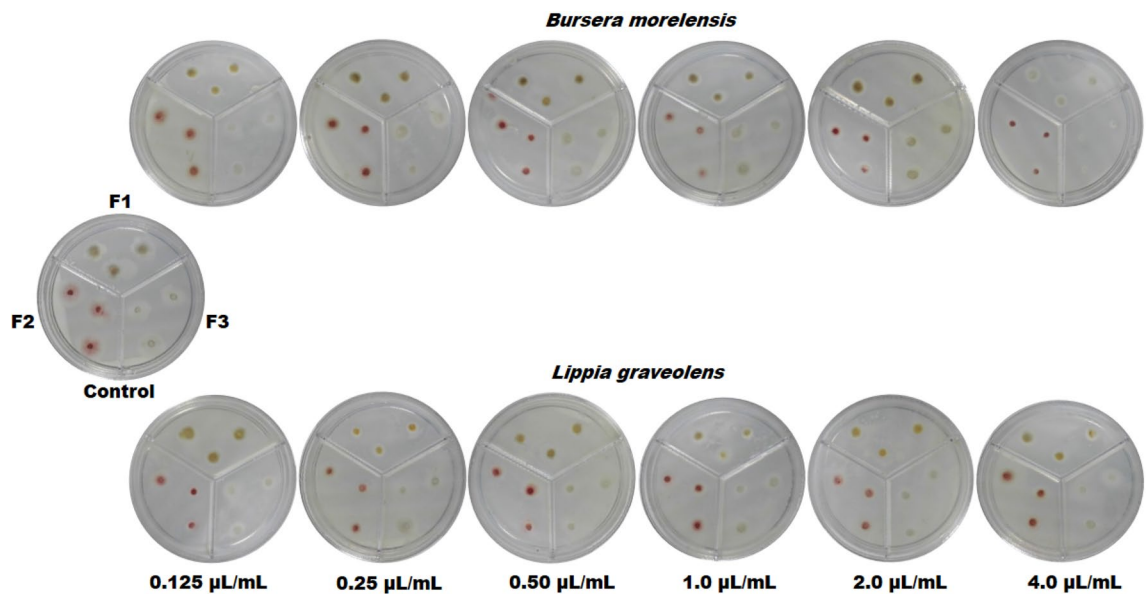 Bursera morelensis
F1
F2
F3
Control
Lippia graveolens
0.125 µL/mL
0.25 µL/mL
0.50 µL/mL
1.0 µL/mL
2.0 µL/mL
4.0 µL/mL